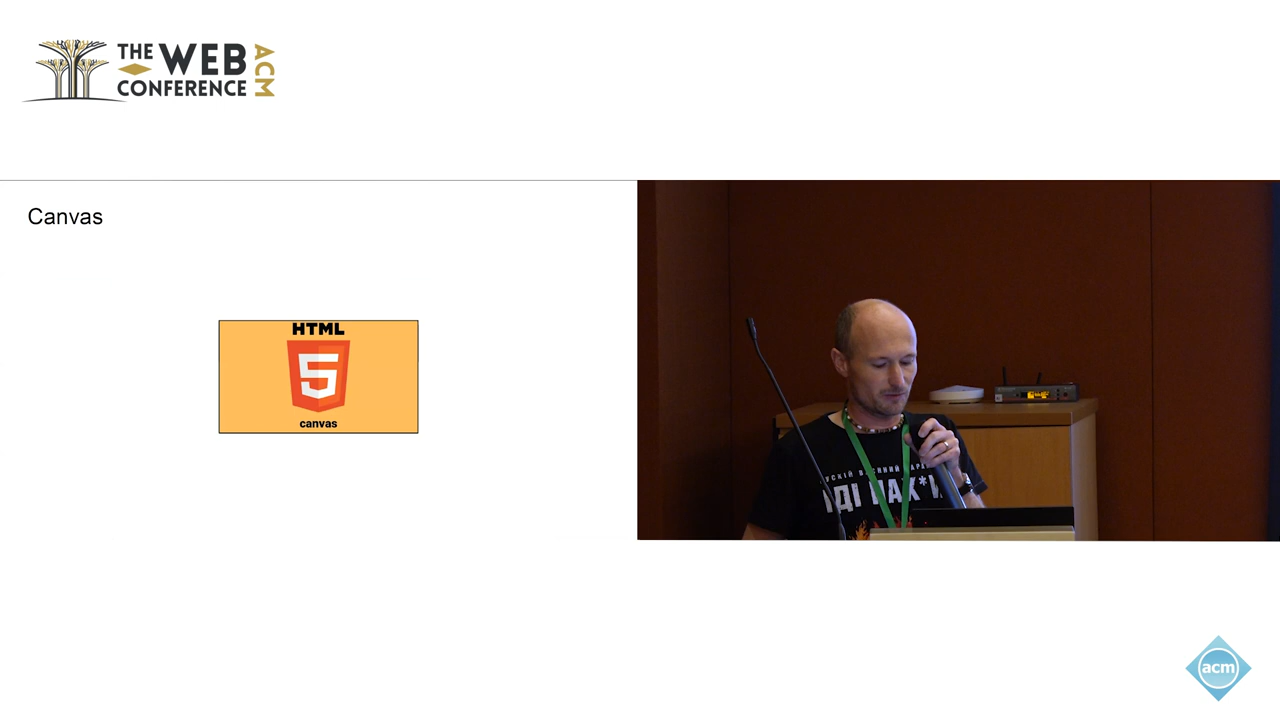 THE WEB
CONFERENCE
ACM
Canvas
HTML
5
canvas
acm